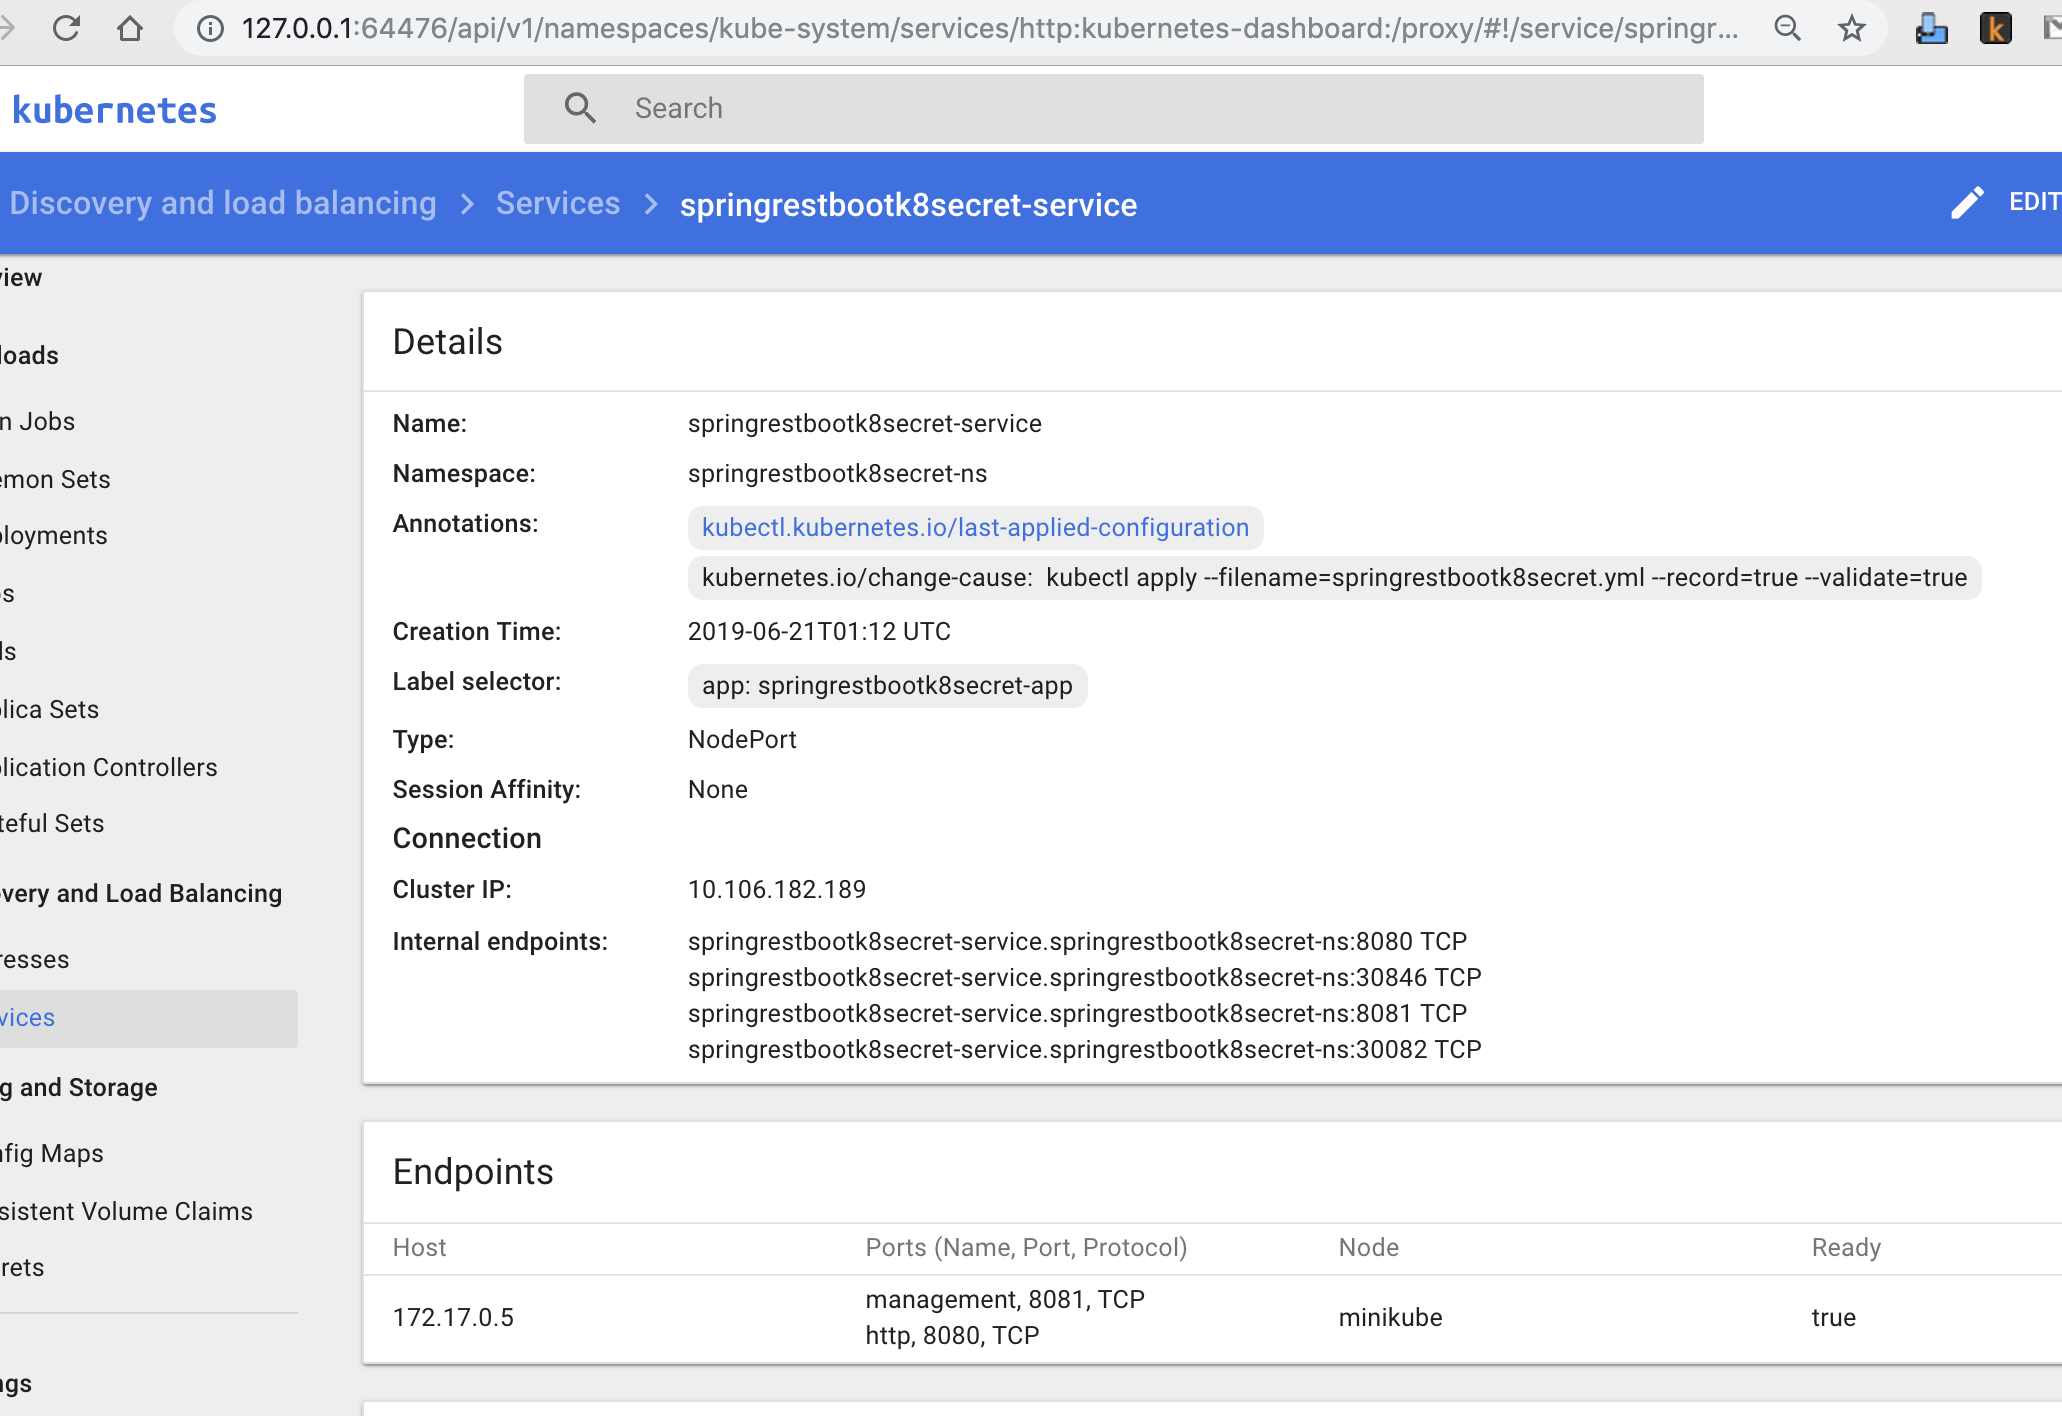 127.0.0.1:64476/api/v1/namespaces/kube-system/services/http:kubernetes-dashboard:/proxy/#!/service/springr...
kubernetes
Search
Discovery and load balancing > Services > springrestbootk8secret-service
EDIT
view
loads
n Jobs
emon Sets
ployments
s
ls
plica Sets
plication Controllers
teful Sets
overy and Load Balancing
resses
vices
g and Storage
nfig Maps
sistent Volume Claims
rets
ngs
Details
Name: springrestbootk8secret-service
Namespace: springrestbootk8secret-ns
Annotations: kubectl.kubernetes.io/last-applied-configuration
kubernetes.io/change-cause: kubectl apply --filename=springrestbootk8secret.yml --record=true --validate=true
Creation Time: 2019-06-21T01:12 UTC
Label selector: app: springrestbootk8secret-app
Type: NodePort
Session Affinity: None
Connection
Cluster IP: 10.106.182.189
Internal endpoints: springrestbootk8secret-service.springrestbootk8secret-ns:8080 TCP
springrestbootk8secret-service.springrestbootk8secret-ns:30846 TCP
springrestbootk8secret-service.springrestbootk8secret-ns:8081 TCP
springrestbootk8secret-service.springrestbootk8secret-ns:30082 TCP
Endpoints
Host Ports (Name, Port, Protocol) Node Ready
172.17.0.5 management, 8081, TCP minikube true
http, 8080, TCP